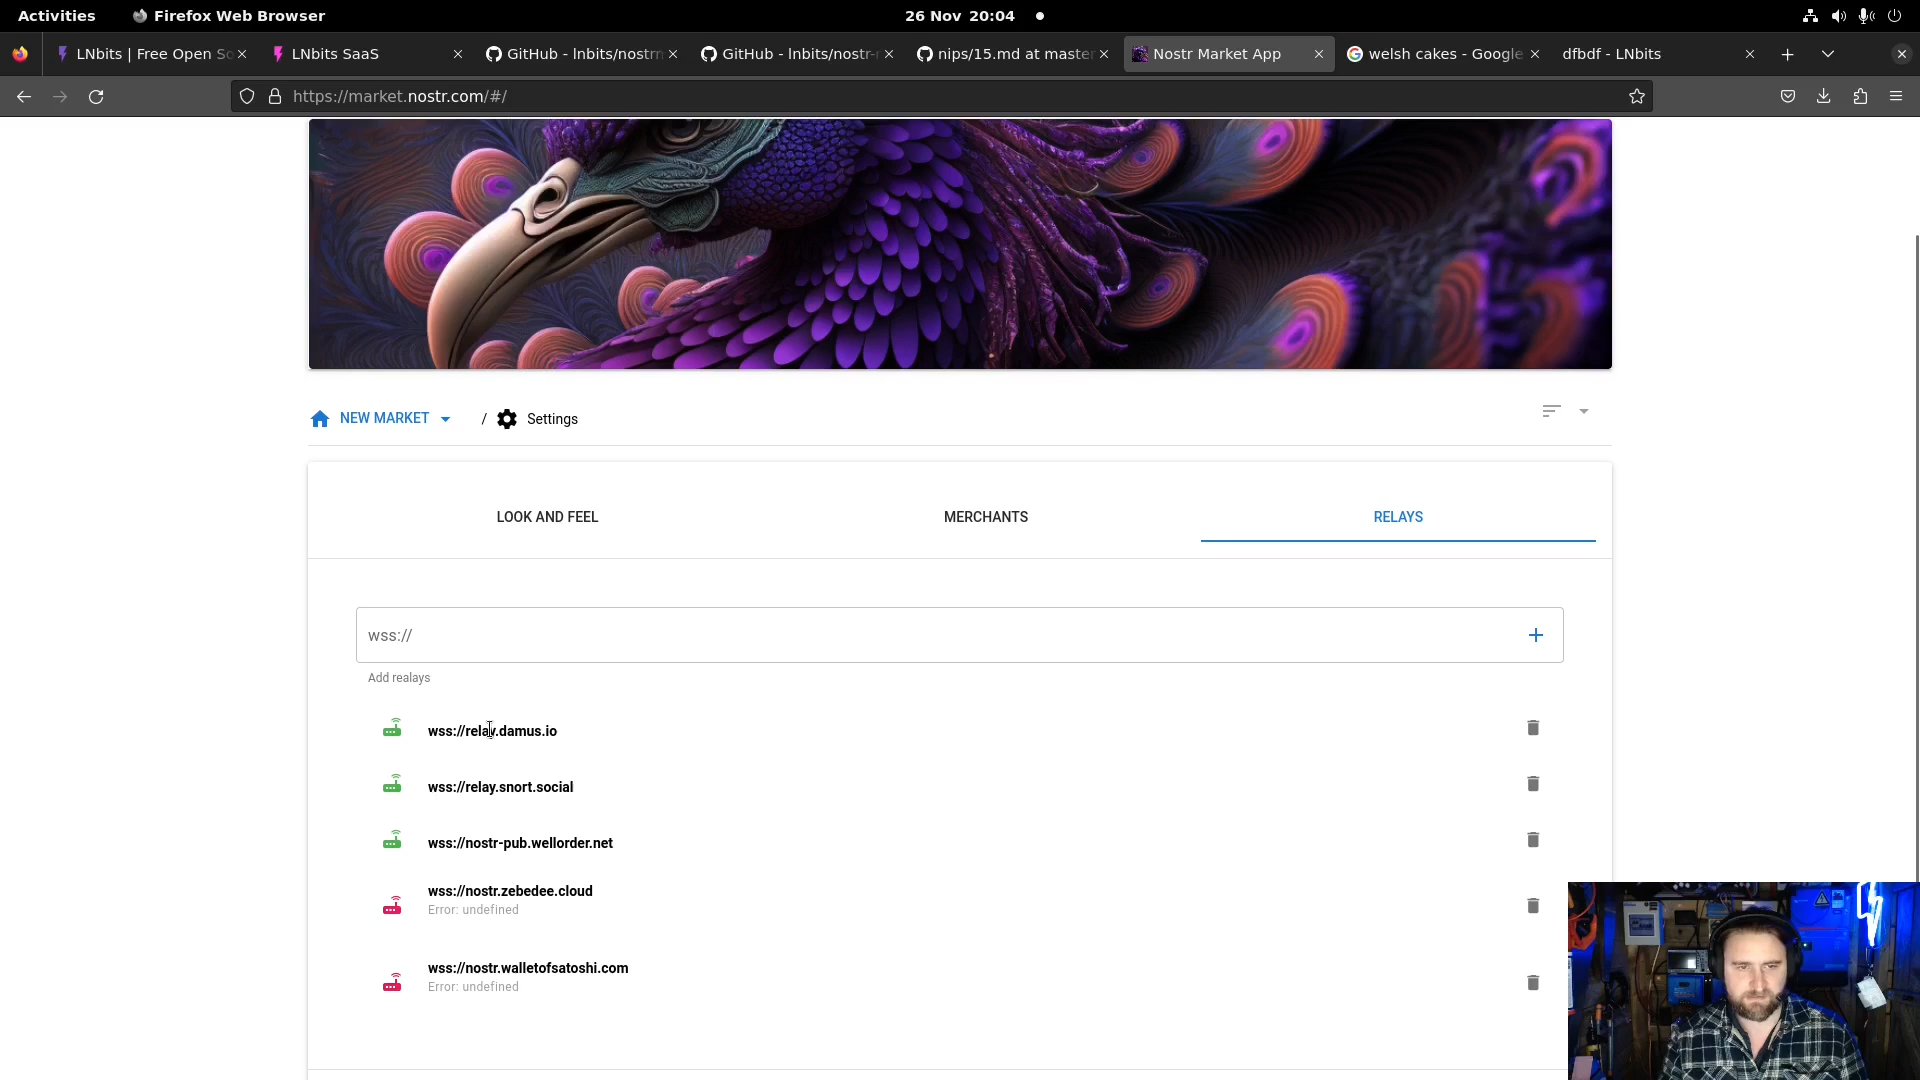 Activities Firefox Web Browser 26 Nov 20:04
LNbits | Free Open So LNbits SaaS GitHub - lnbits/nostrm GitHub - lnbits/nostr- nips/15.md at master Nostr Market App welsh cakes - Google dfbdf - LNbits
https://market.nostr.com/#/
NEW MARKET / Settings
LOOK AND FEEL MERCHANTS RELAYS
wss://
Add realays
wss://relay.damus.io
wss://relay.snort.social
wss://nostr-pub.wellorder.net
wss://nostr.zebedee.cloud
Error: undefined
wss://nostr.walletofsatoshi.com
Error: undefined